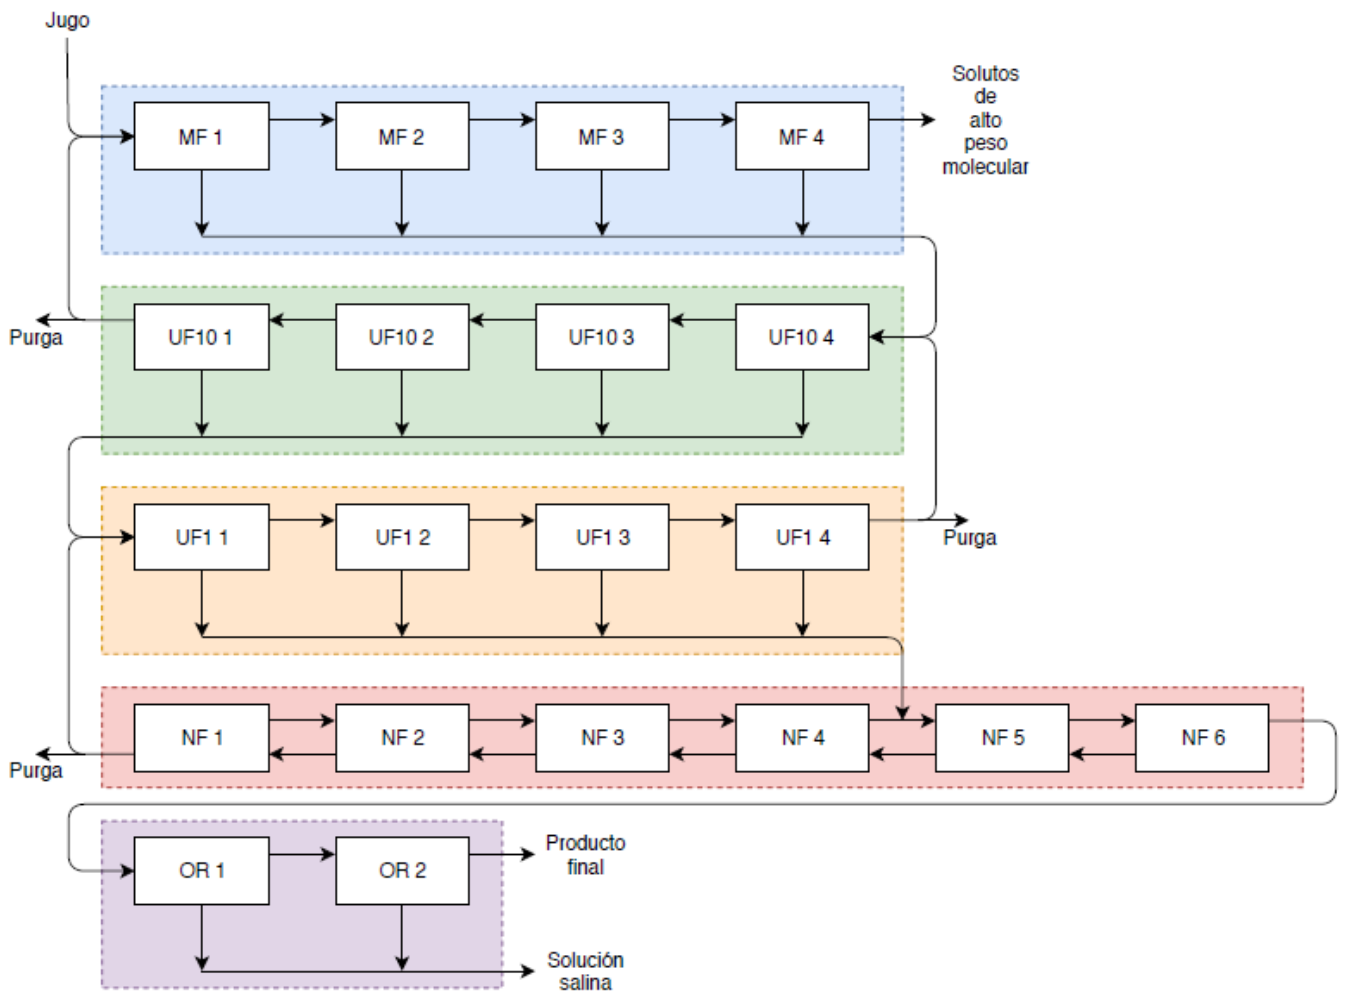 Jugo
Solutos
de
alto
peso
molecular
MF 1
MF 2
MF 3
MF 4
Purga
UF10 1
UF10 2
UF10 3
UF10 4
UF1 1
UF1 2
UF1 3
UF1 4
Purga
NF 1
NF 2
NF 3
NF 4
NF 5
NF 6
Purga
OR 1
OR 2
Producto
final
Solución
salina